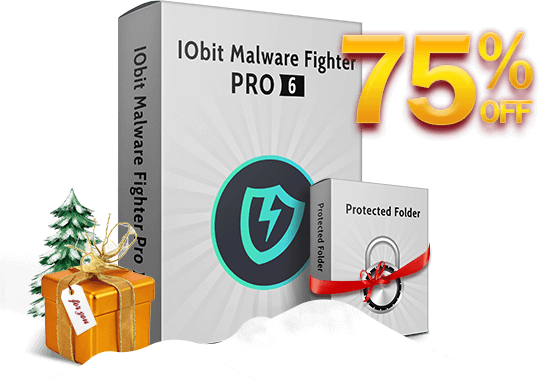 IObit Malware Fighter
PRO 6
IObit Malware Fighter Pro
75%
OFF
Protected Folder
Protected Folder
for you